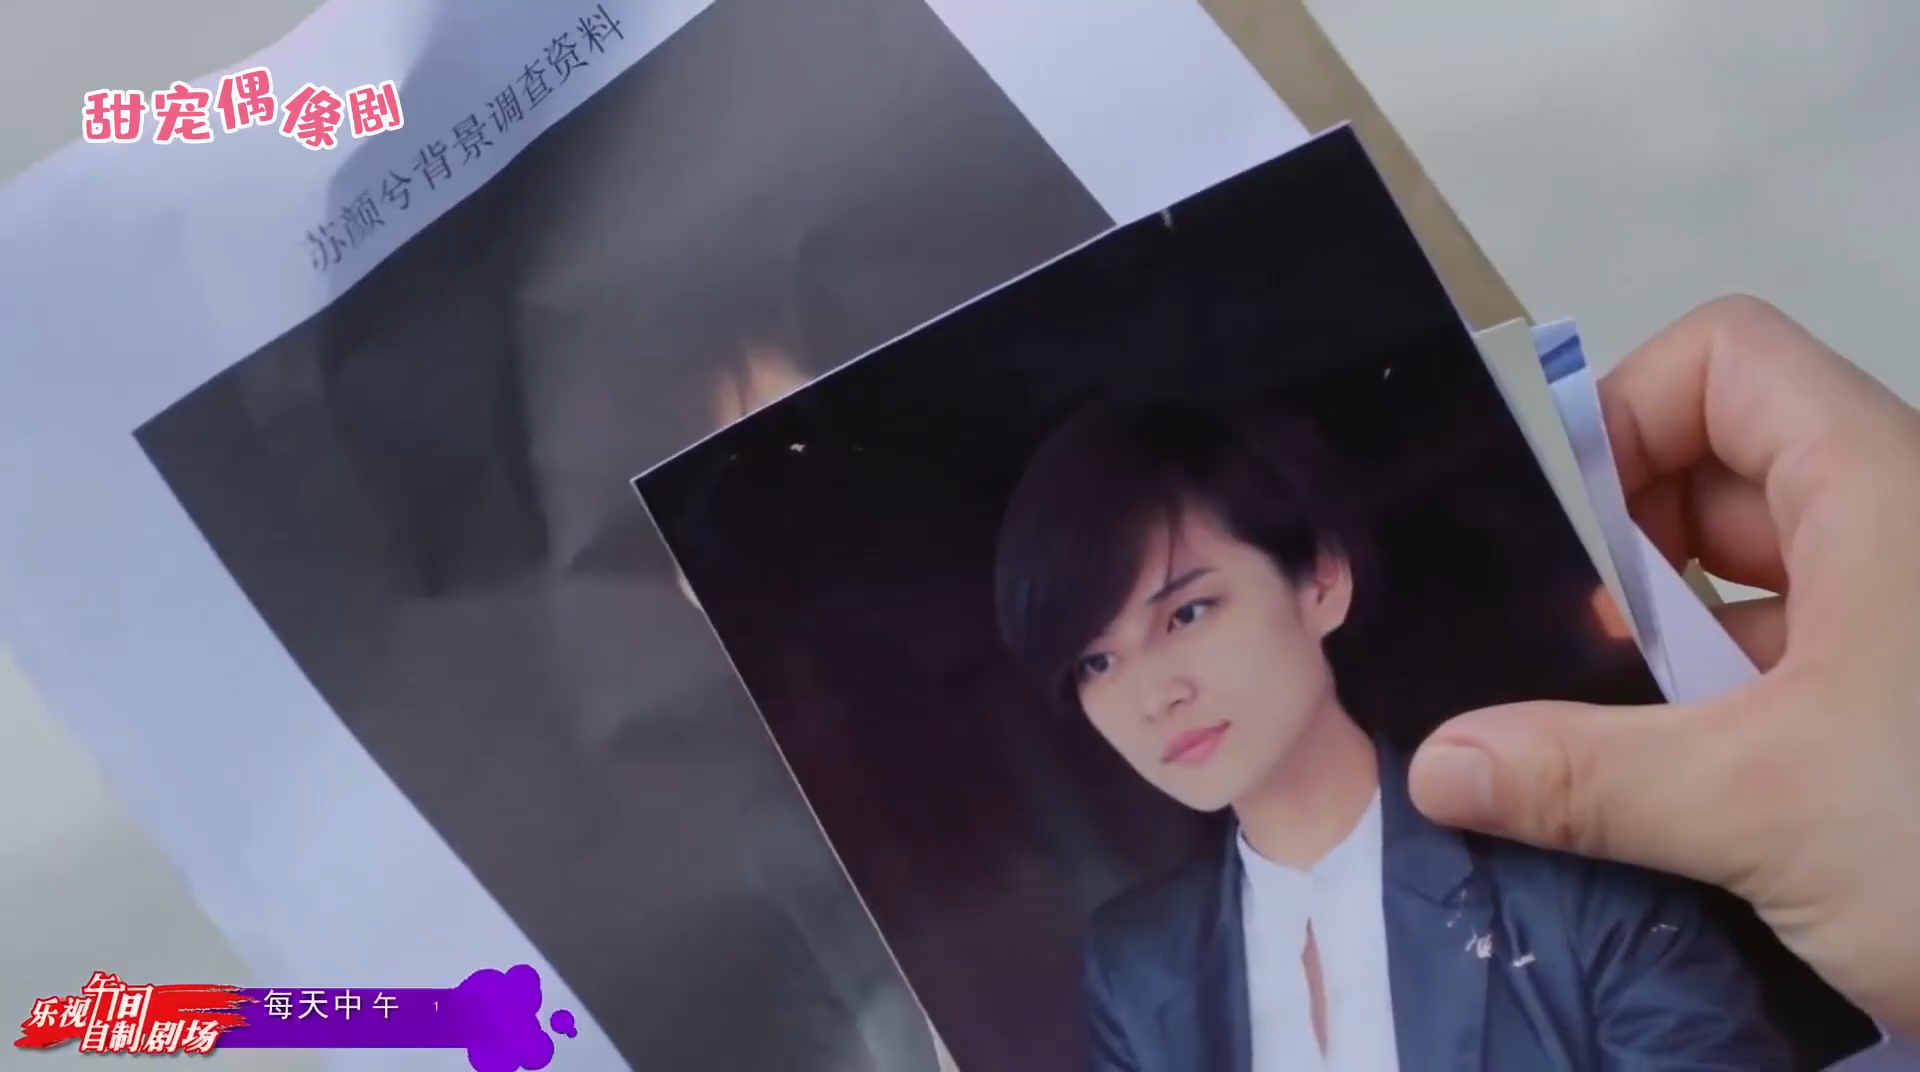 甜宠偶像剧
苏颜兮背景调查资料
乐视午间自制剧场
每天中午 1